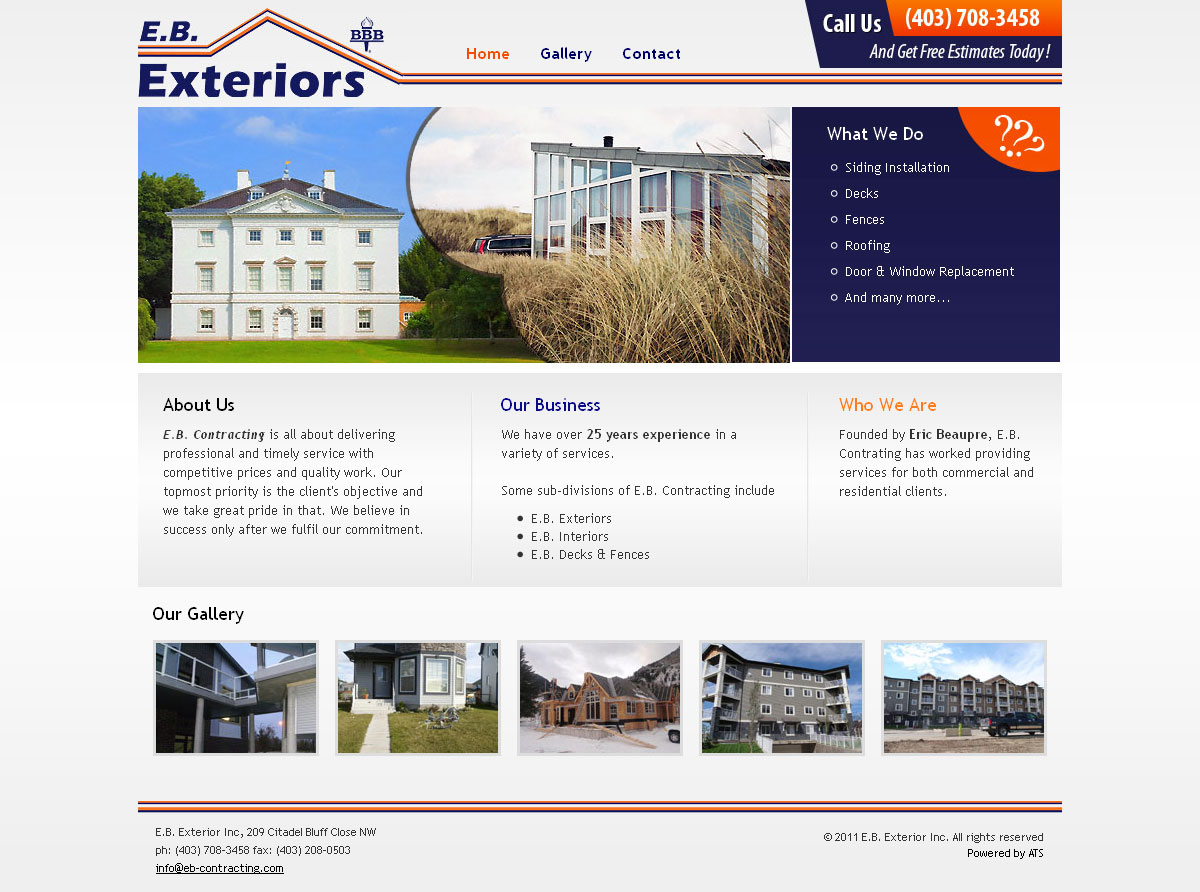 E.B.
Exteriors
BBB
Home Gallery Contact
Call Us (403) 708-3458
And Get Free Estimates Today!
What We Do
???
Siding Installation
Decks
Fences
Roofing
Door & Window Replacement
And many more...
About Us
E.B. Contracting is all about delivering
professional and timely service with
competitive prices and quality work. Our
topmost priority is the client's objective and
we take great pride in that. We believe in
success only after we fulfil our commitment.
Our Business
We have over 25 years experience in a
variety of services.
Some sub-divisions of E.B. Contracting include
E.B. Exteriors
E.B. Interiors
E.B. Decks & Fences
Who We Are
Founded by Eric Beaupre, E.B.
Contrating has worked providing
services for both commercial and
residential clients.
Our Gallery
E.B. Exterior Inc, 209 Citadel Bluff Close NW
ph: (403) 708-3458 fax: (403) 208-0503
info@eb-contracting.com
© 2011 E.B. Exterior Inc. All rights reserved
Powered by ATS